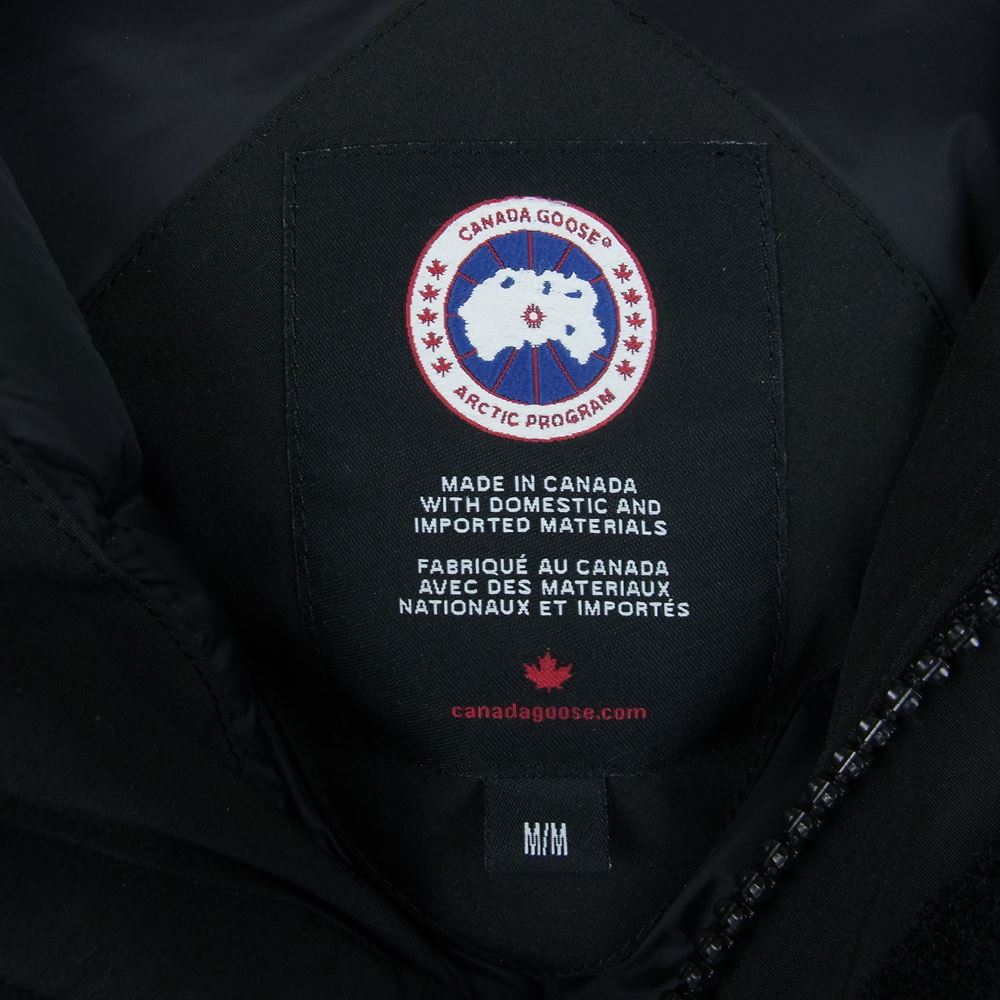 CANADA GOOSE®
ARCTIC PROGRAM
MADE IN CANADA
WITH DOMESTIC AND
IMPORTED MATERIALS
FABRIQUÉ AU CANADA
AVEC DES MATERIAUX
NATIONAUX ET IMPORTÉS
canadagoose.com
M/M